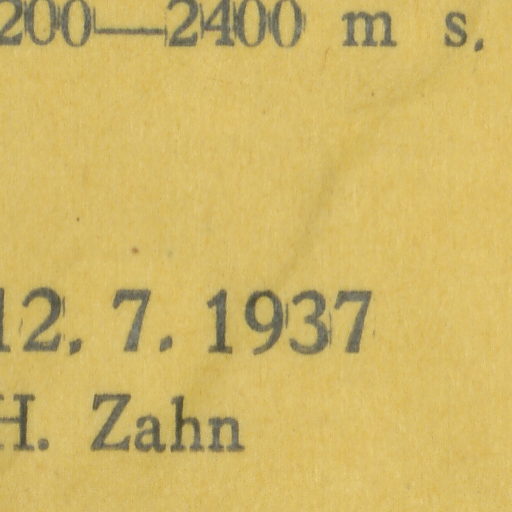 200—2400 m s.
12. 7. 1937
H. Zahn